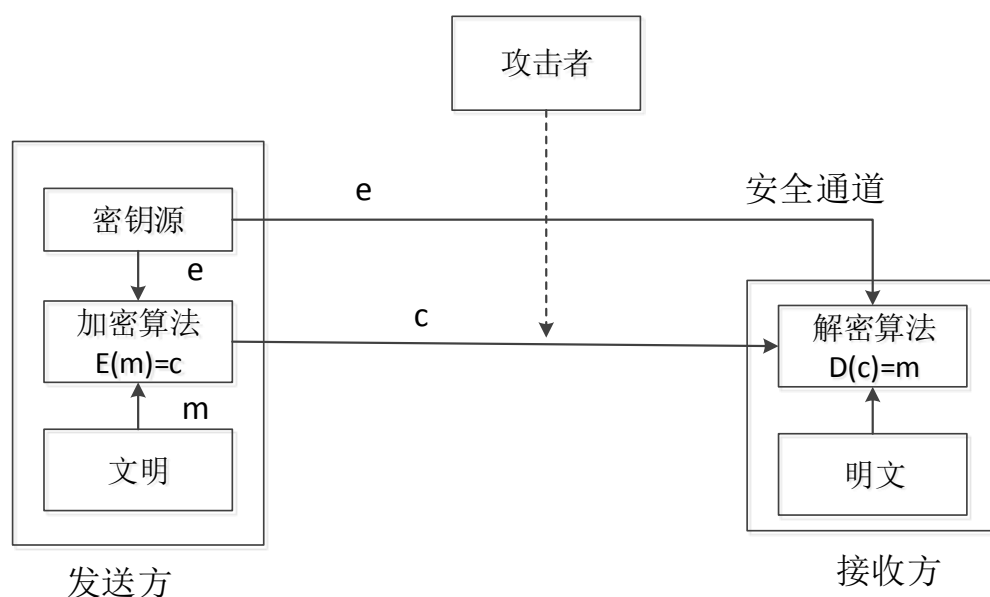 攻击者
e
安全通道
密钥源
e
加密算法
E(m)=c
c
解密算法
D(c)=m
m
文明
明文
发送方
接收方